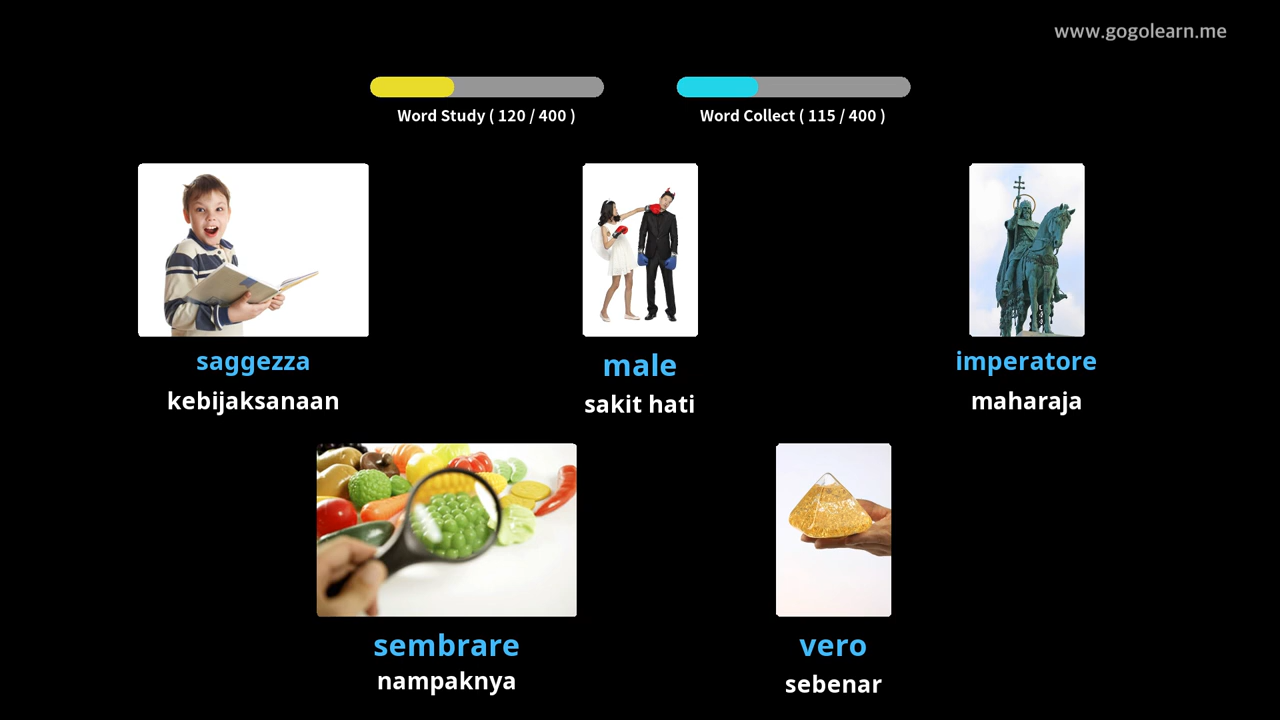 www.gogolearn.me
Word Study ( 120 / 400 )
Word Collect ( 115 / 400 )
saggezza
kebijaksanaan
male
sakit hati
imperatore
maharaja
sembrare
nampaknya
vero
sebenar